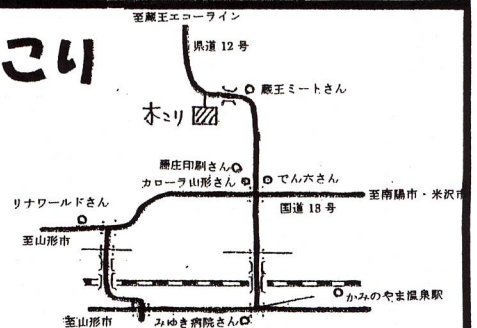 至蔵王エコーライン
県道12号
こり
蔵王ミートさん
木こり
勝庄印刷さん
カローラ山形さん
でん六さん
至南陽市・米沢市
国道13号
リナワールドさん
至山形市
かみのやま温泉駅
至山形市
みゆき病院さん